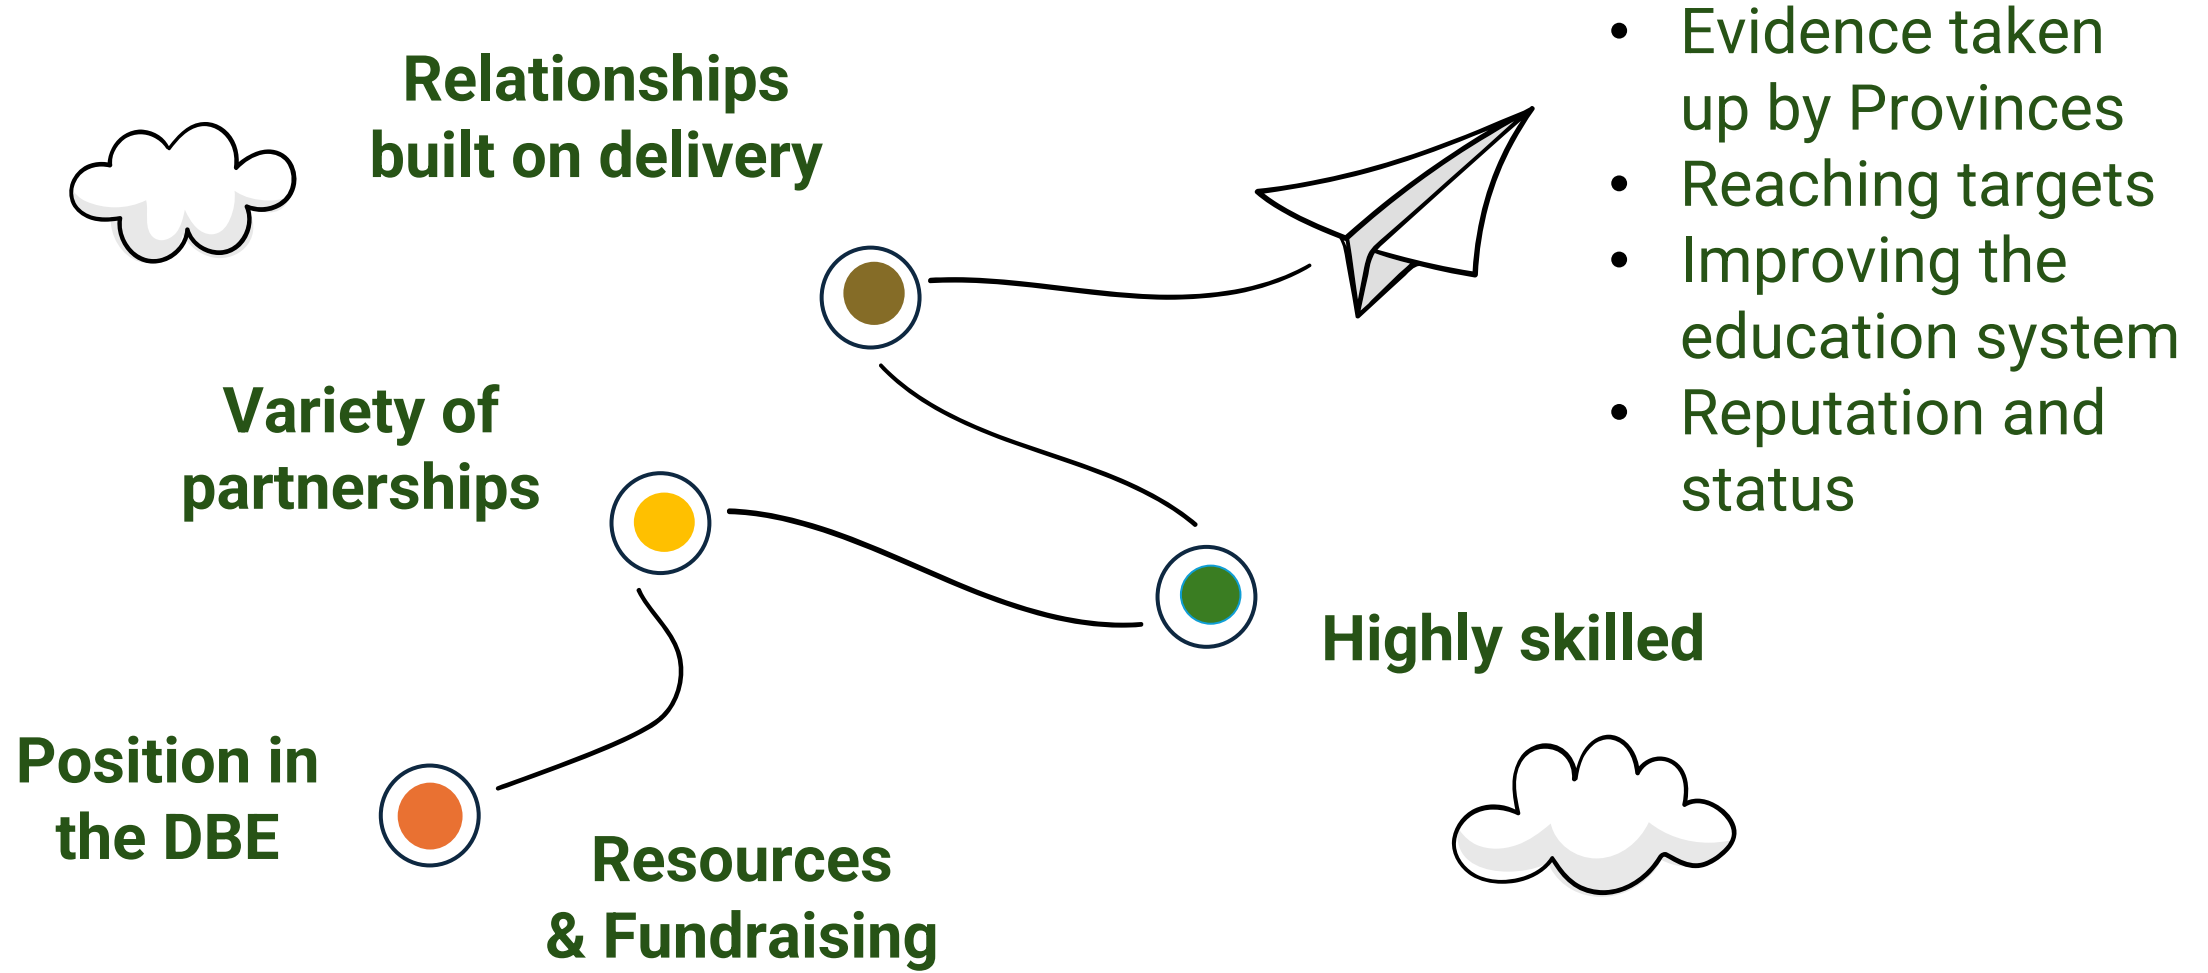 Relationships
built on delivery
• Evidence taken
up by Provinces
• Reaching targets
• Improving the
education system
• Reputation and
status
Variety of
partnerships
Highly skilled
Position in
the DBE
Resources
& Fundraising